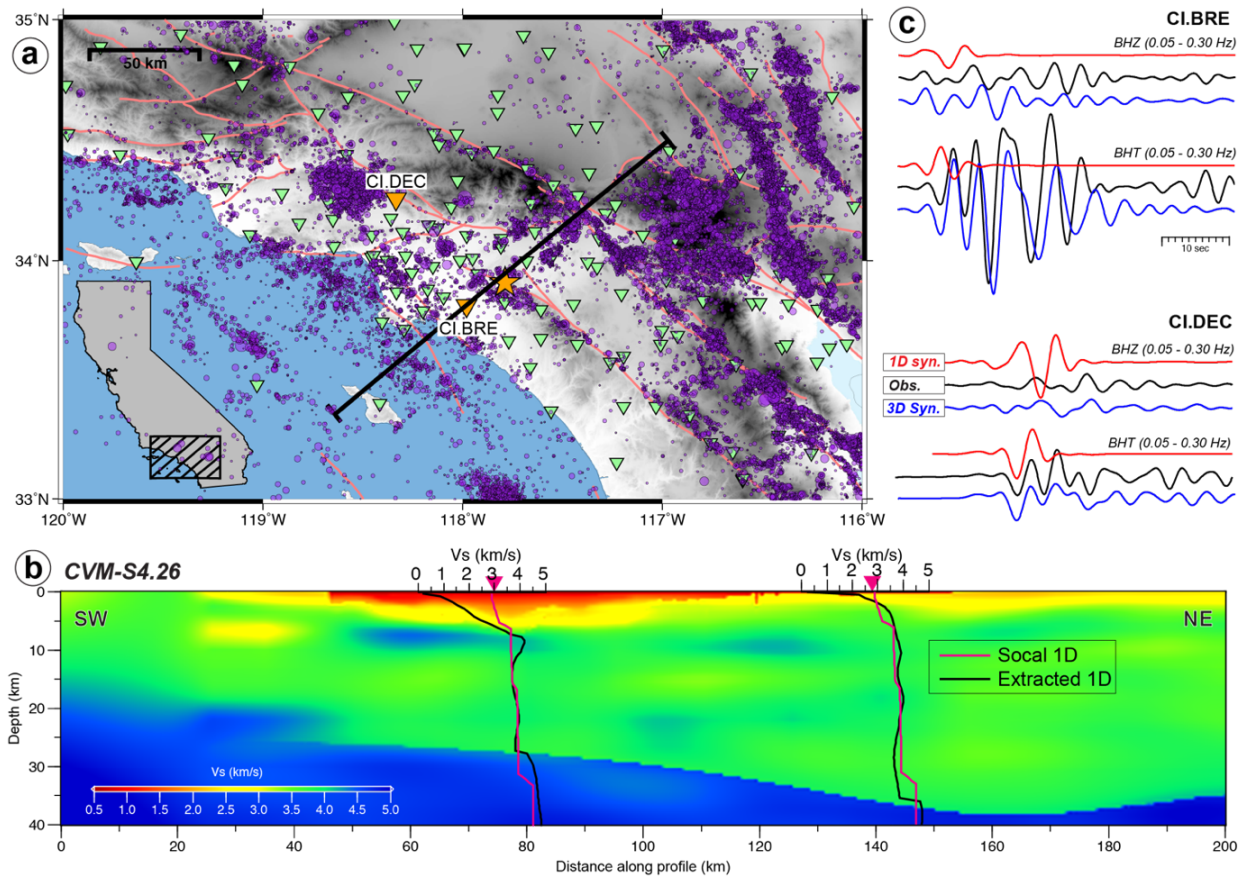 a
50 km
35˚N
34˚N
33˚N
120˚W
119˚W
118˚W
117˚W
116˚W
CI.DEC
CI.BRE
c
CI.BRE
BHZ (0.05 - 0.30 Hz)
BHT (0.05 - 0.30 Hz)
10 sec
CI.DEC
1D syn.
BHZ (0.05 - 0.30 Hz)
Obs.
3D Syn.
BHT (0.05 - 0.30 Hz)
b
CVM-S4.26
Vs (km/s)
0 1 2 3 4 5
Vs (km/s)
0 1 2 3 4 5
SW
NE
Socal 1D
Extracted 1D
Depth (km)
0
10
20
30
40
Vs (km/s)
0.5 1.0 1.5 2.0 2.5 3.0 3.5 4.0 4.5 5.0
0 20 40 60 80 100 120 140 160 180 200
Distance along profile (km)